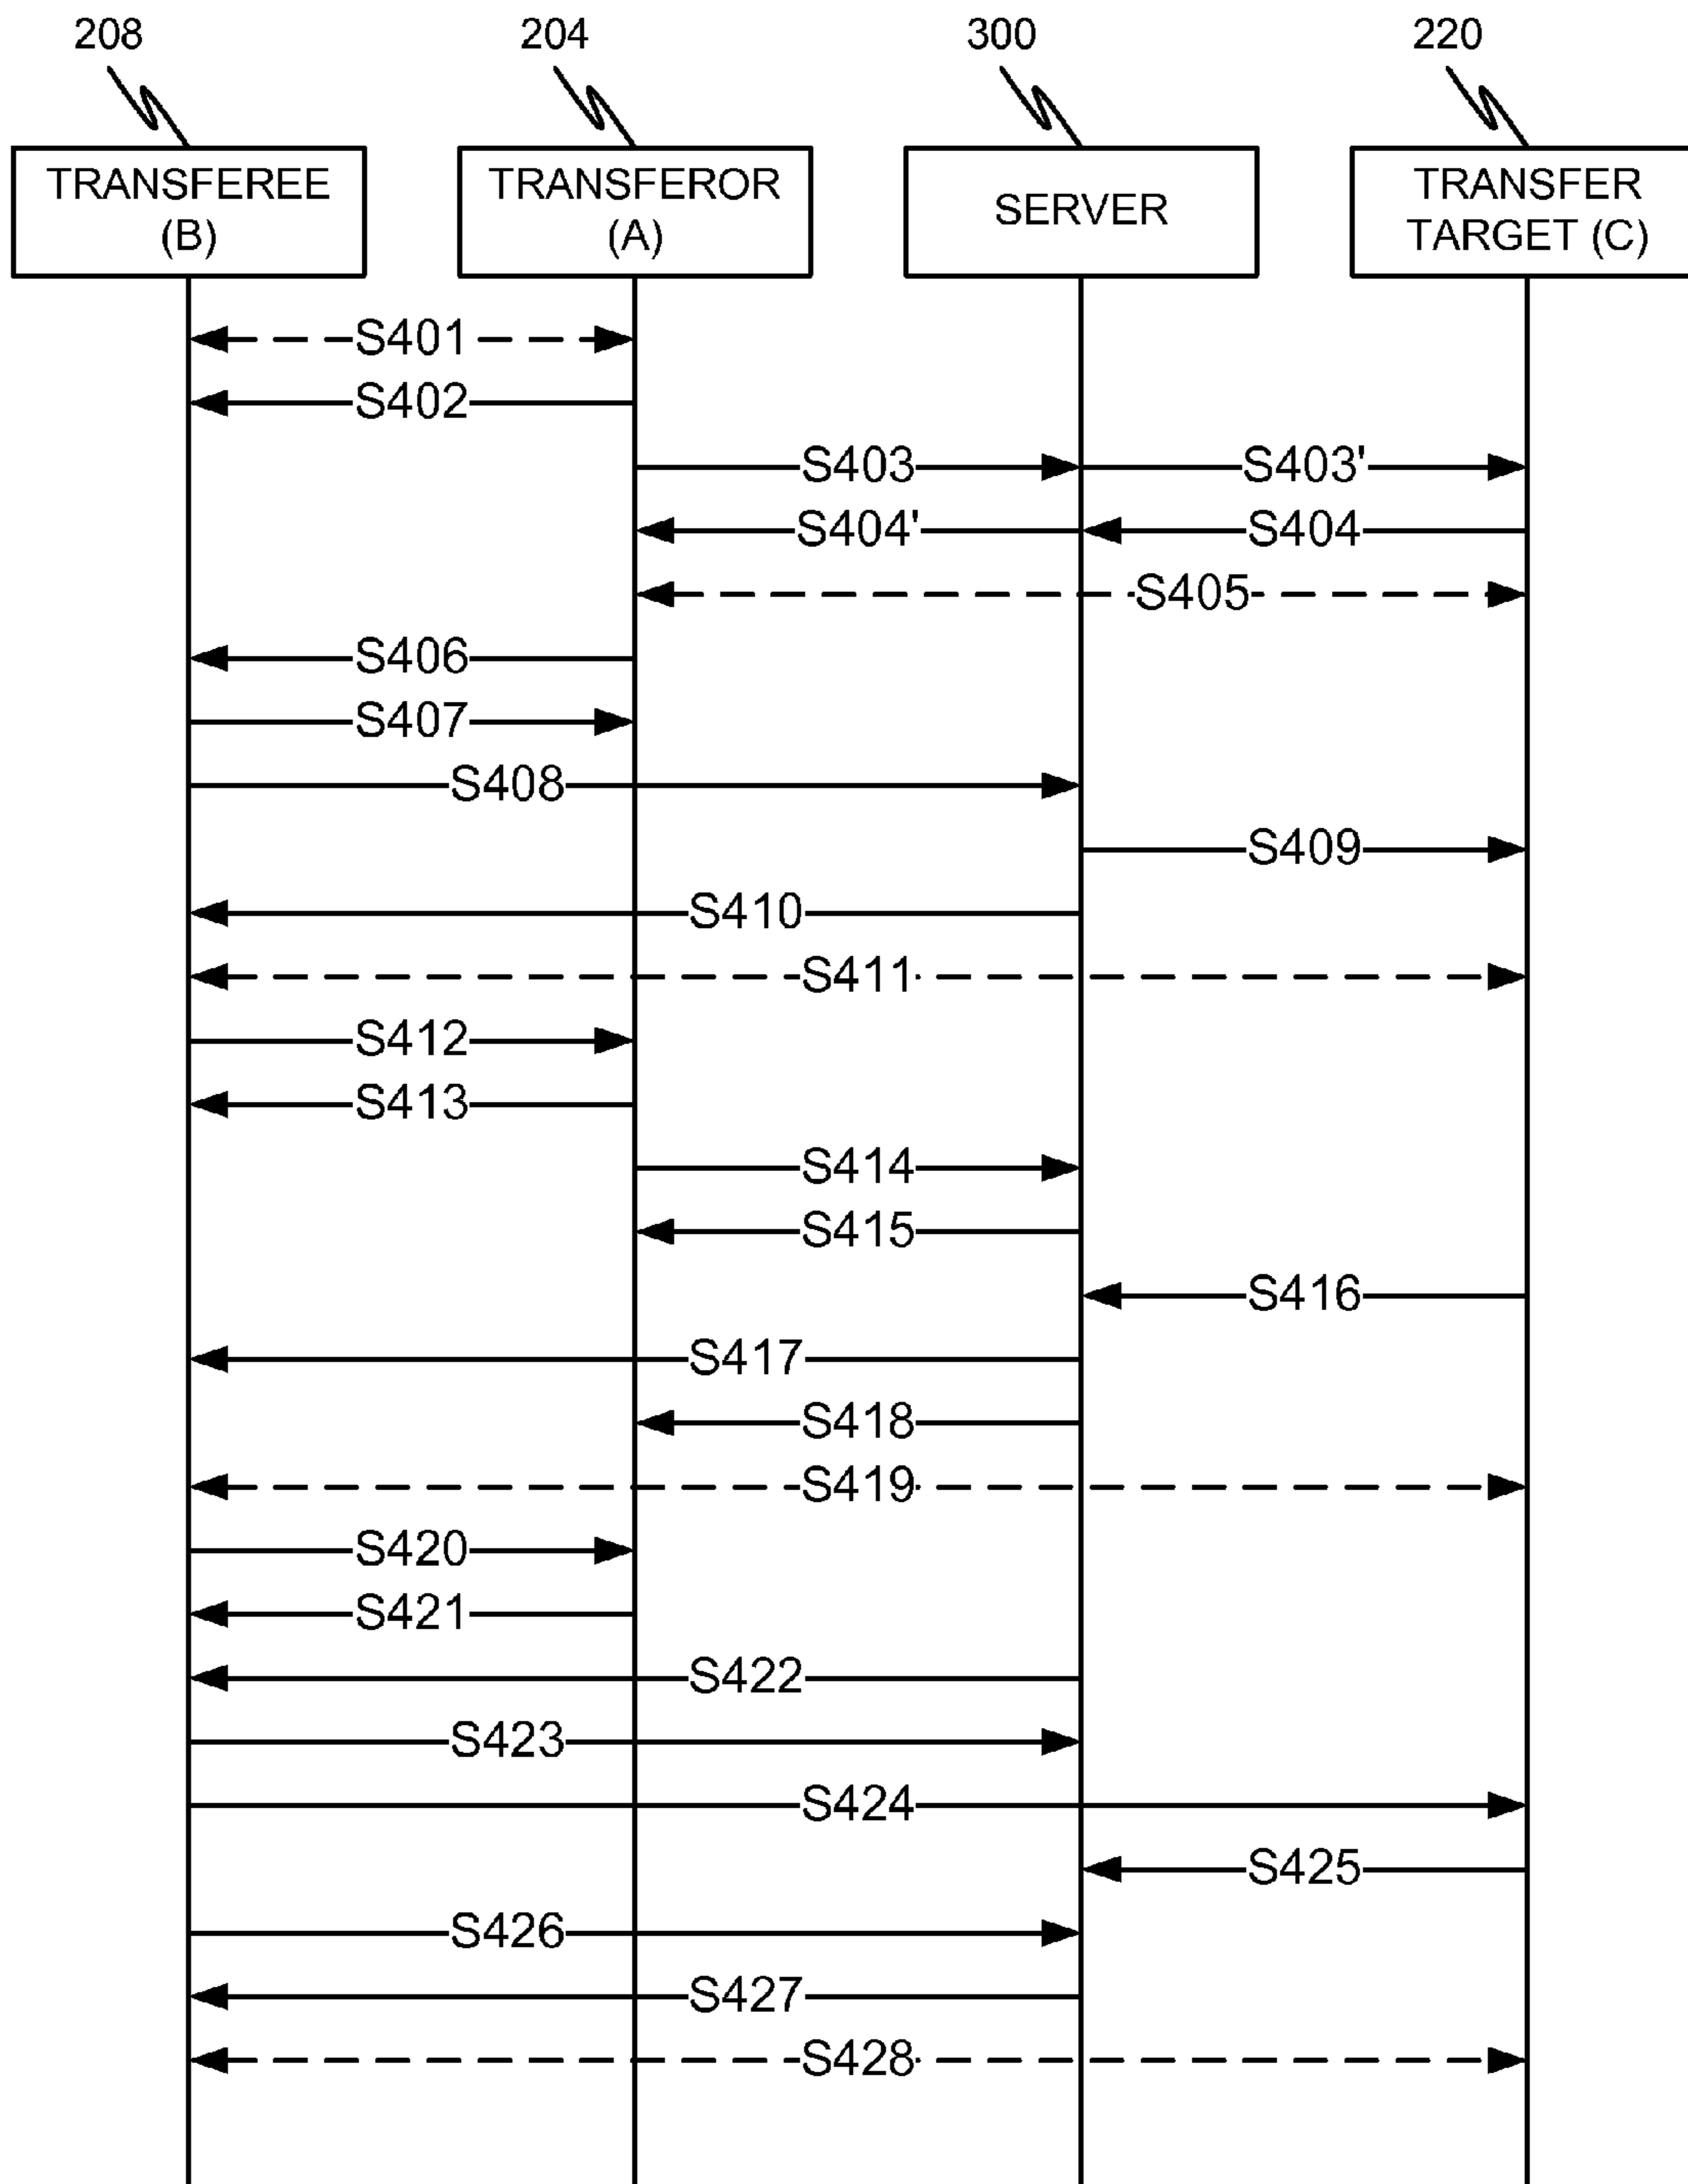 208
204
300
220
TRANSFEREE
(B)
TRANSFEROR
(A)
SERVER
TRANSFER
TARGET (C)
S401
S402
S403
S403'
S404'
S404
S405
S406
S407
S408
S409
S410
S411
S412
S413
S414
S415
S416
S417
S418
S419
S420
S421
S422
S423
S424
S425
S426
S427
S428